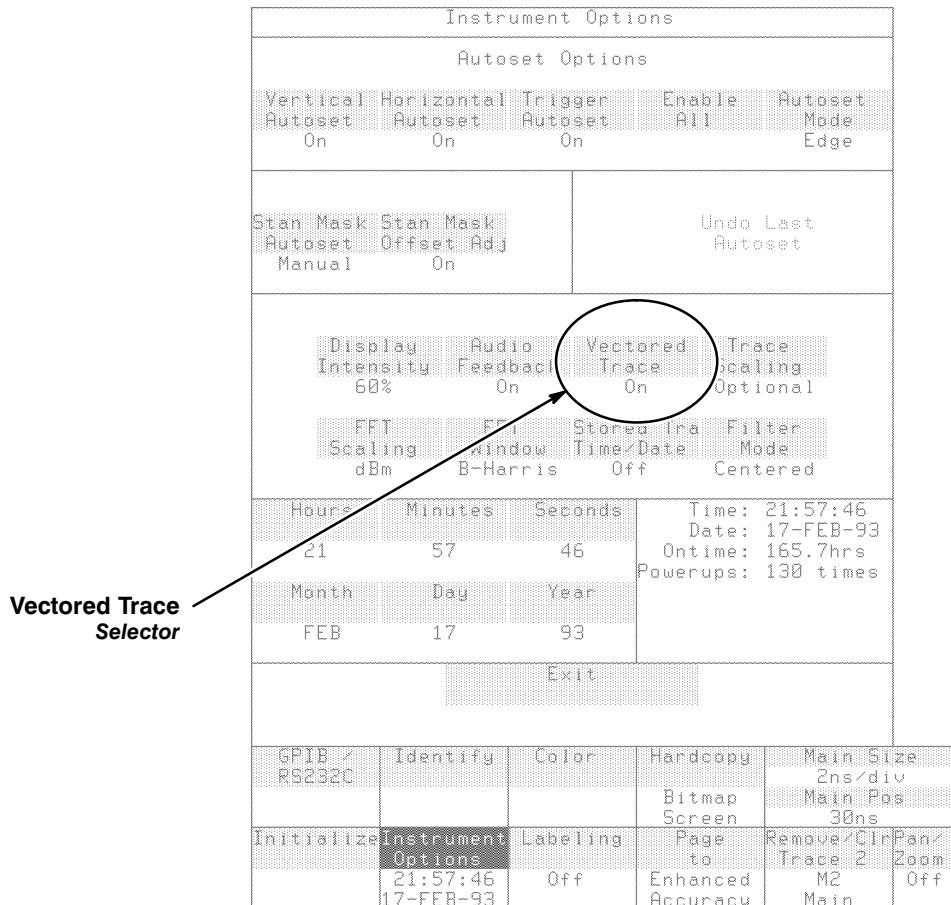 Instrument Options
Autoset Options
Vertical Horizontal Trigger Enable Autoset
Autoset Autoset Autoset All Mode
On On On Edge
Stan Mask Stan Mask Undo Last
Autoset Offset Adj Autoset
Manual On
Display Audio Vectored Trace
Intensity Feedback Trace Scaling
60% On On Optional
FFT FFT Stored Tra Filter
Scaling Window Time/Date Mode
dBm B-Harris Off Centered
Hours Minutes Seconds Time: 21:57:46
Date: 17-FEB-93
21 57 46 Ontime: 165.7hrs
Powerups: 130 times
Month Day Year
Vectored Trace
Selector
FEB 17 93
Exit
GPIB / Identify Color Hardcopy Main Size
RS232C 2ns/div
Bitmap Main Pos
Screen 30ns
Initialize Instrument Labeling Page Remove/Clr Pan/
Options to Trace 2 Zoom
21:57:46 Off Enhanced M2 Off
17-FEB-93 Accuracy Main